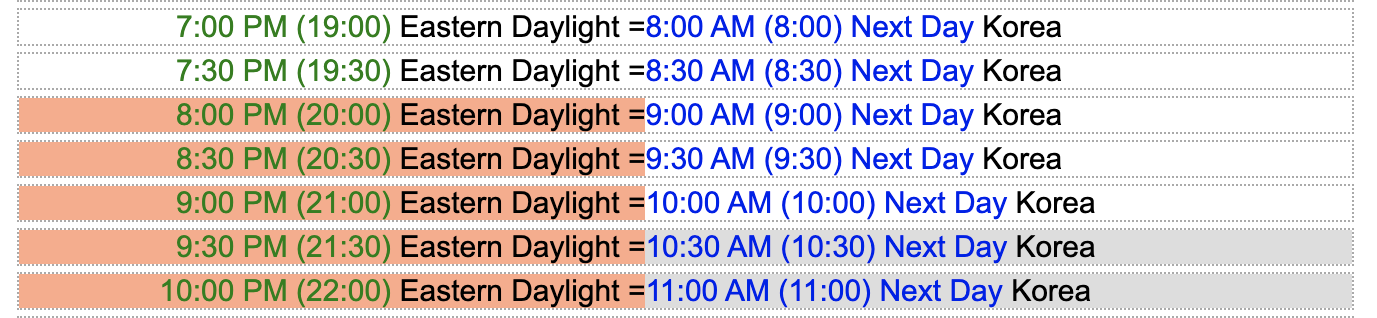 7:00 PM (19:00) Eastern Daylight =8:00 AM (8:00) Next Day Korea
7:30 PM (19:30) Eastern Daylight =8:30 AM (8:30) Next Day Korea
8:00 PM (20:00) Eastern Daylight =9:00 AM (9:00) Next Day Korea
8:30 PM (20:30) Eastern Daylight =9:30 AM (9:30) Next Day Korea
9:00 PM (21:00) Eastern Daylight =10:00 AM (10:00) Next Day Korea
9:30 PM (21:30) Eastern Daylight =10:30 AM (10:30) Next Day Korea
10:00 PM (22:00) Eastern Daylight =11:00 AM (11:00) Next Day Korea